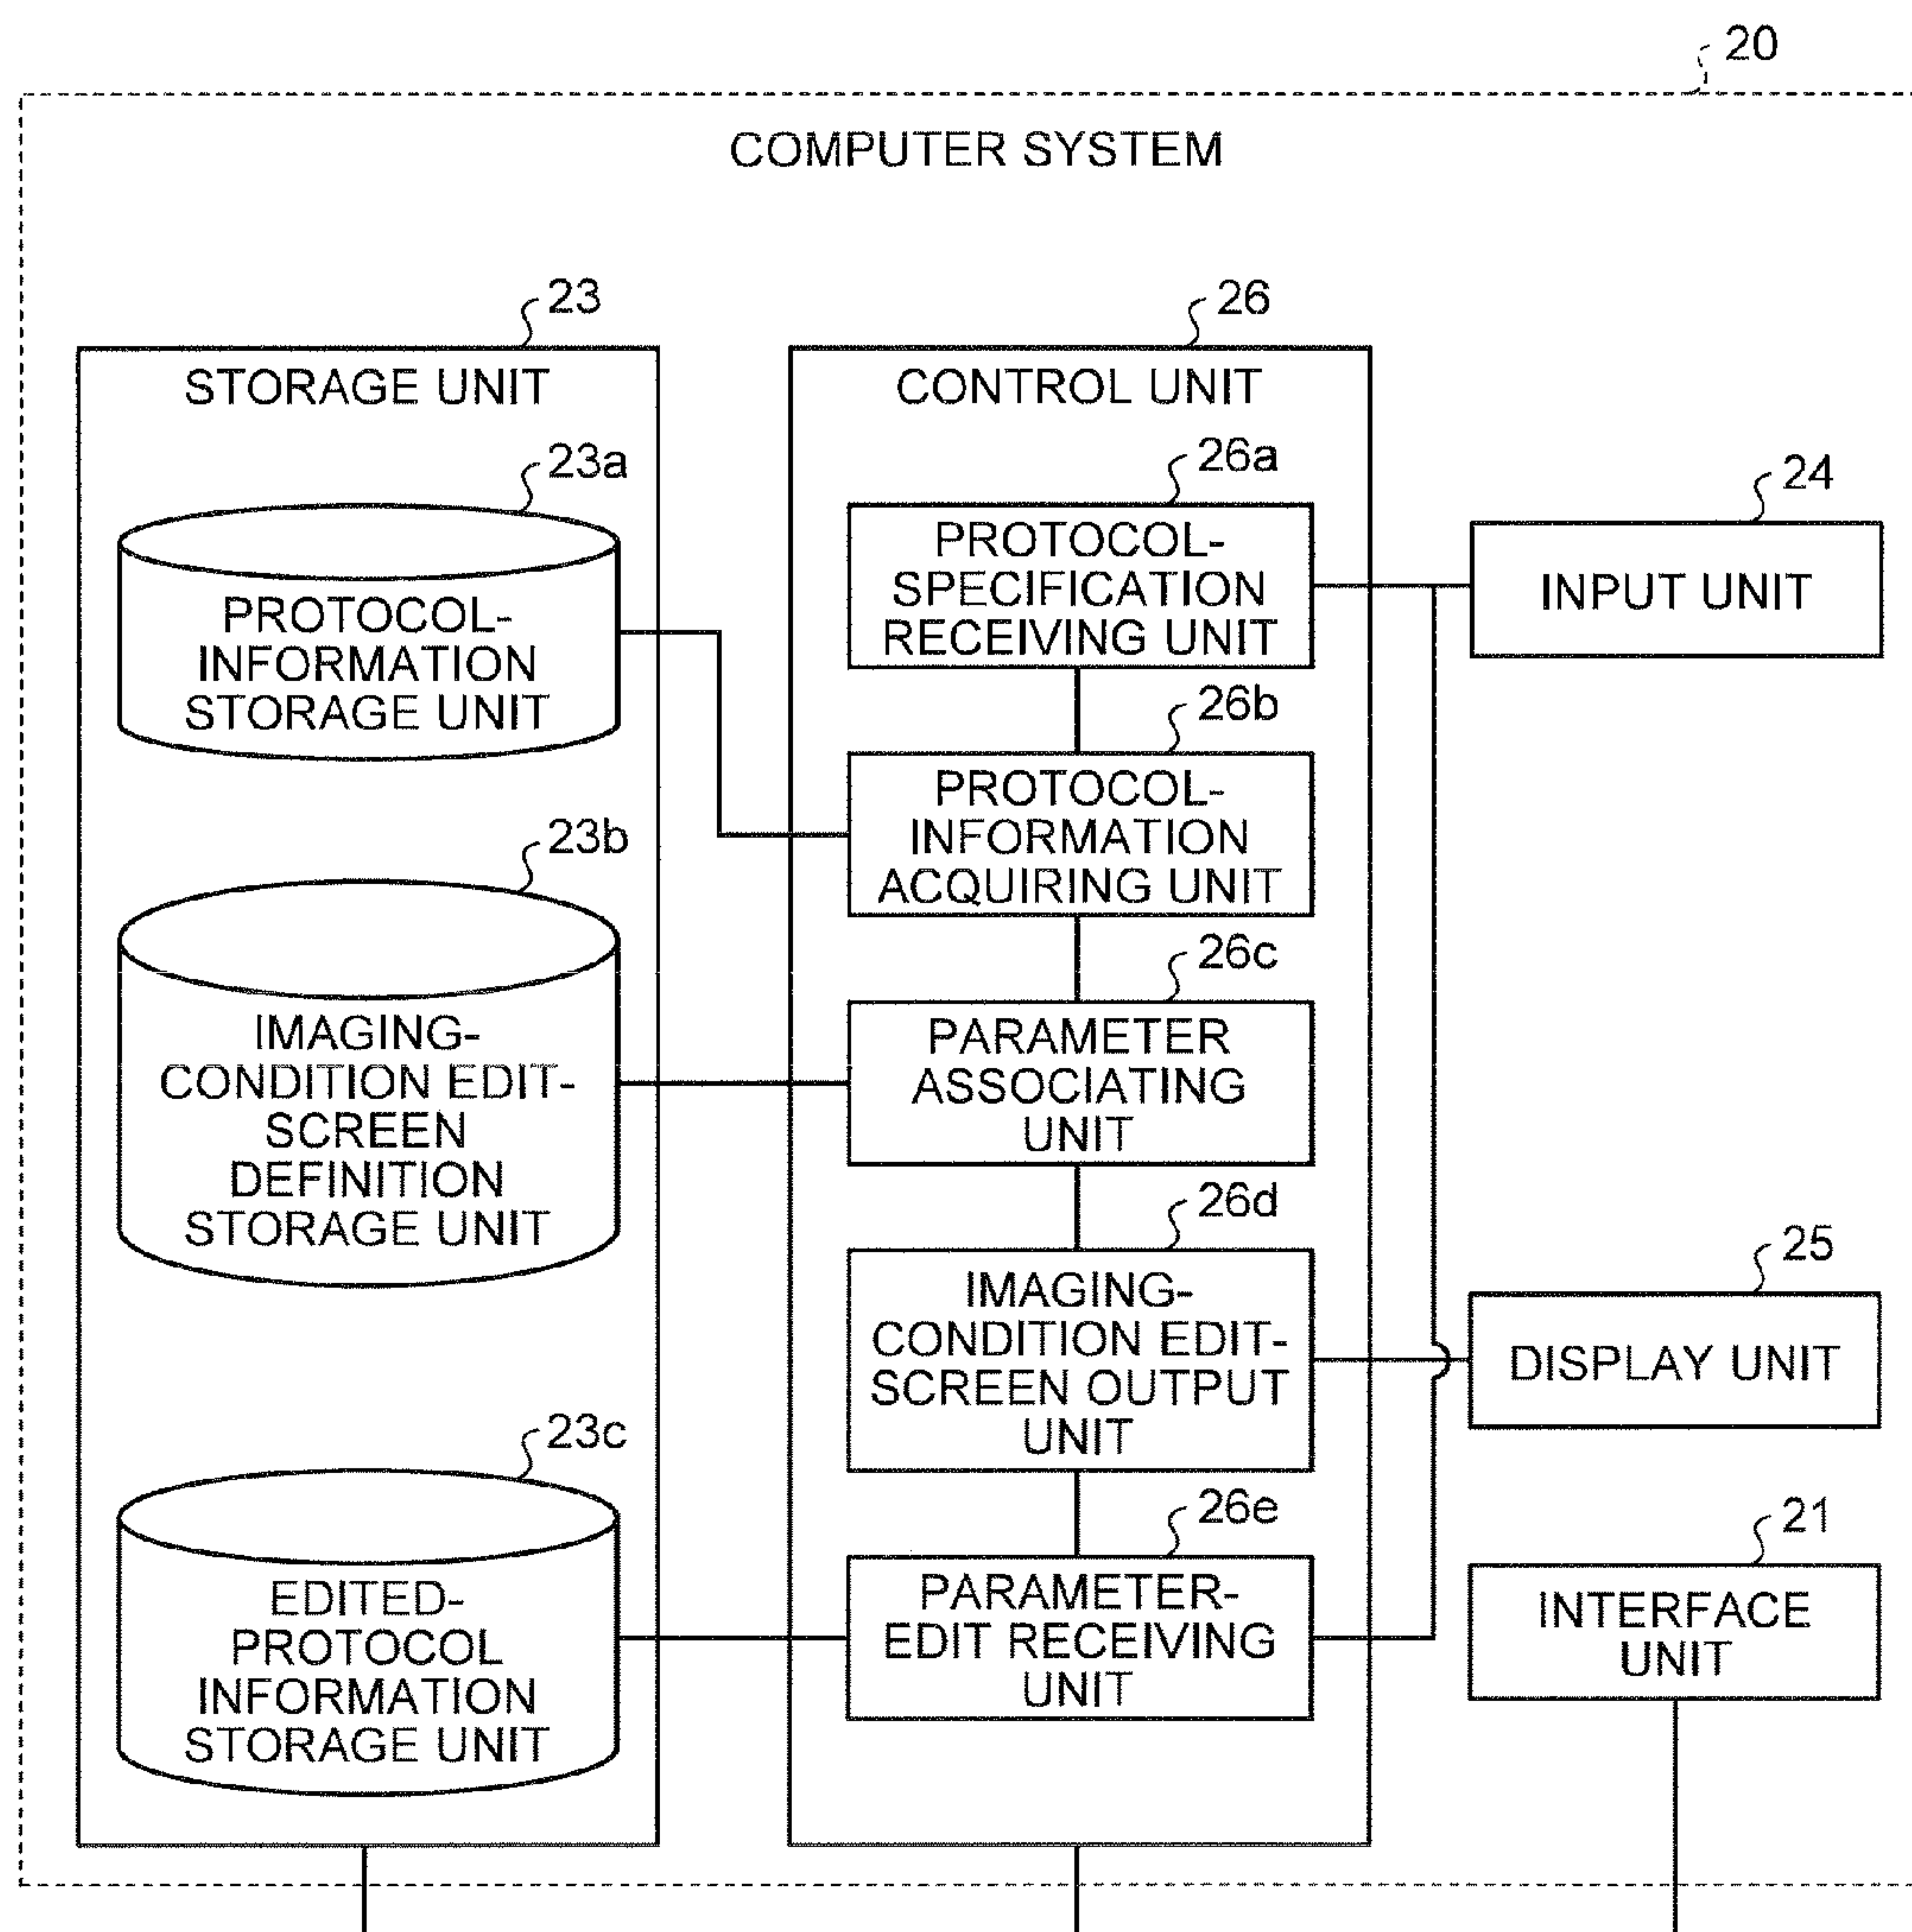 20
COMPUTER SYSTEM
23
STORAGE UNIT
23a
PROTOCOL-
INFORMATION
STORAGE UNIT
23b
IMAGING-
CONDITION EDIT-
SCREEN
DEFINITION
STORAGE UNIT
23c
EDITED-
PROTOCOL
INFORMATION
STORAGE UNIT
26
CONTROL UNIT
26a
PROTOCOL-
SPECIFICATION
RECEIVING UNIT
26b
PROTOCOL-
INFORMATION
ACQUIRING UNIT
26c
PARAMETER
ASSOCIATING
UNIT
26d
IMAGING-
CONDITION EDIT-
SCREEN OUTPUT
UNIT
26e
PARAMETER-
EDIT RECEIVING
UNIT
24
INPUT UNIT
25
DISPLAY UNIT
21
INTERFACE
UNIT